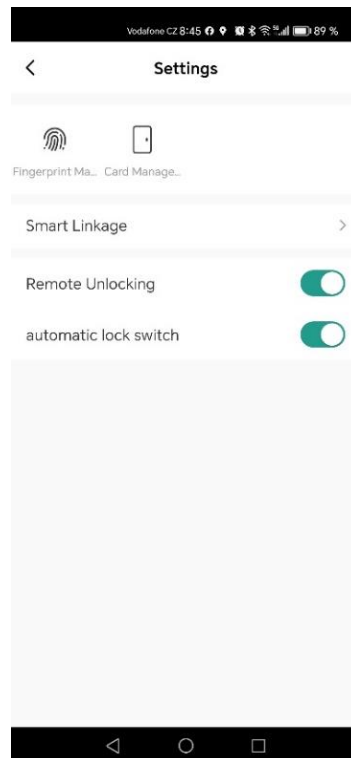 Vodafone CZ 8:45 89 %
Settings
Fingerprint Ma... Card Manage...
Smart Linkage
Remote Unlocking
automatic lock switch